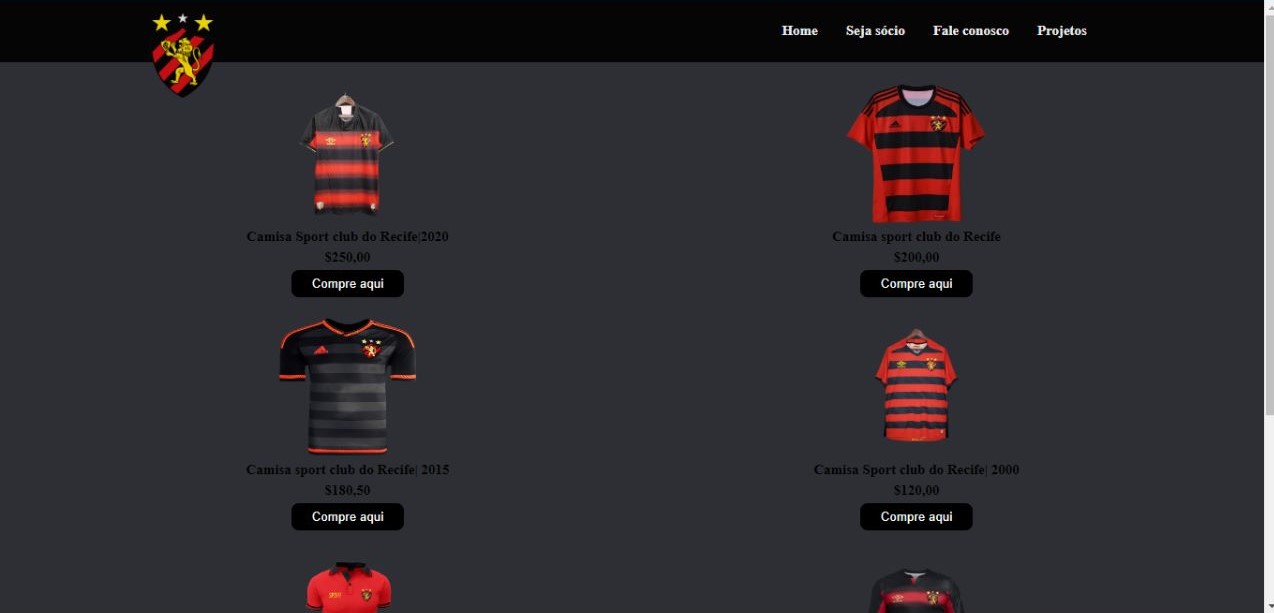 Home Seja sócio Fale conosco Projetos
Camisa Sport club do Recife|2020
$250,00
Compre aqui
Camisa sport club do Recife
$200,00
Compre aqui
Camisa sport club do Recife| 2015
$180,50
Compre aqui
Camisa Sport club do Recife| 2000
$120,00
Compre aqui